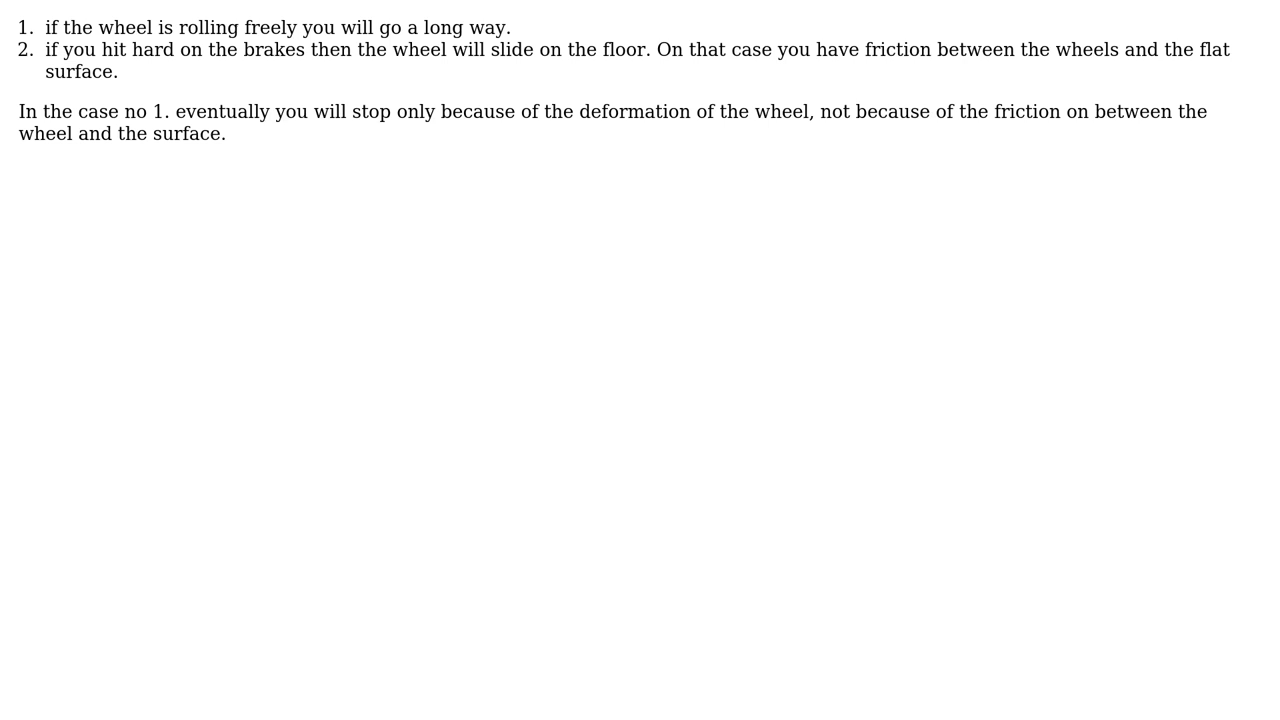 1. if the wheel is rolling freely you will go a long way.
2. if you hit hard on the brakes then the wheel will slide on the floor. On that case you have friction between the wheels and the flat
surface.
In the case no 1. eventually you will stop only because of the deformation of the wheel, not because of the friction on between the
wheel and the surface.